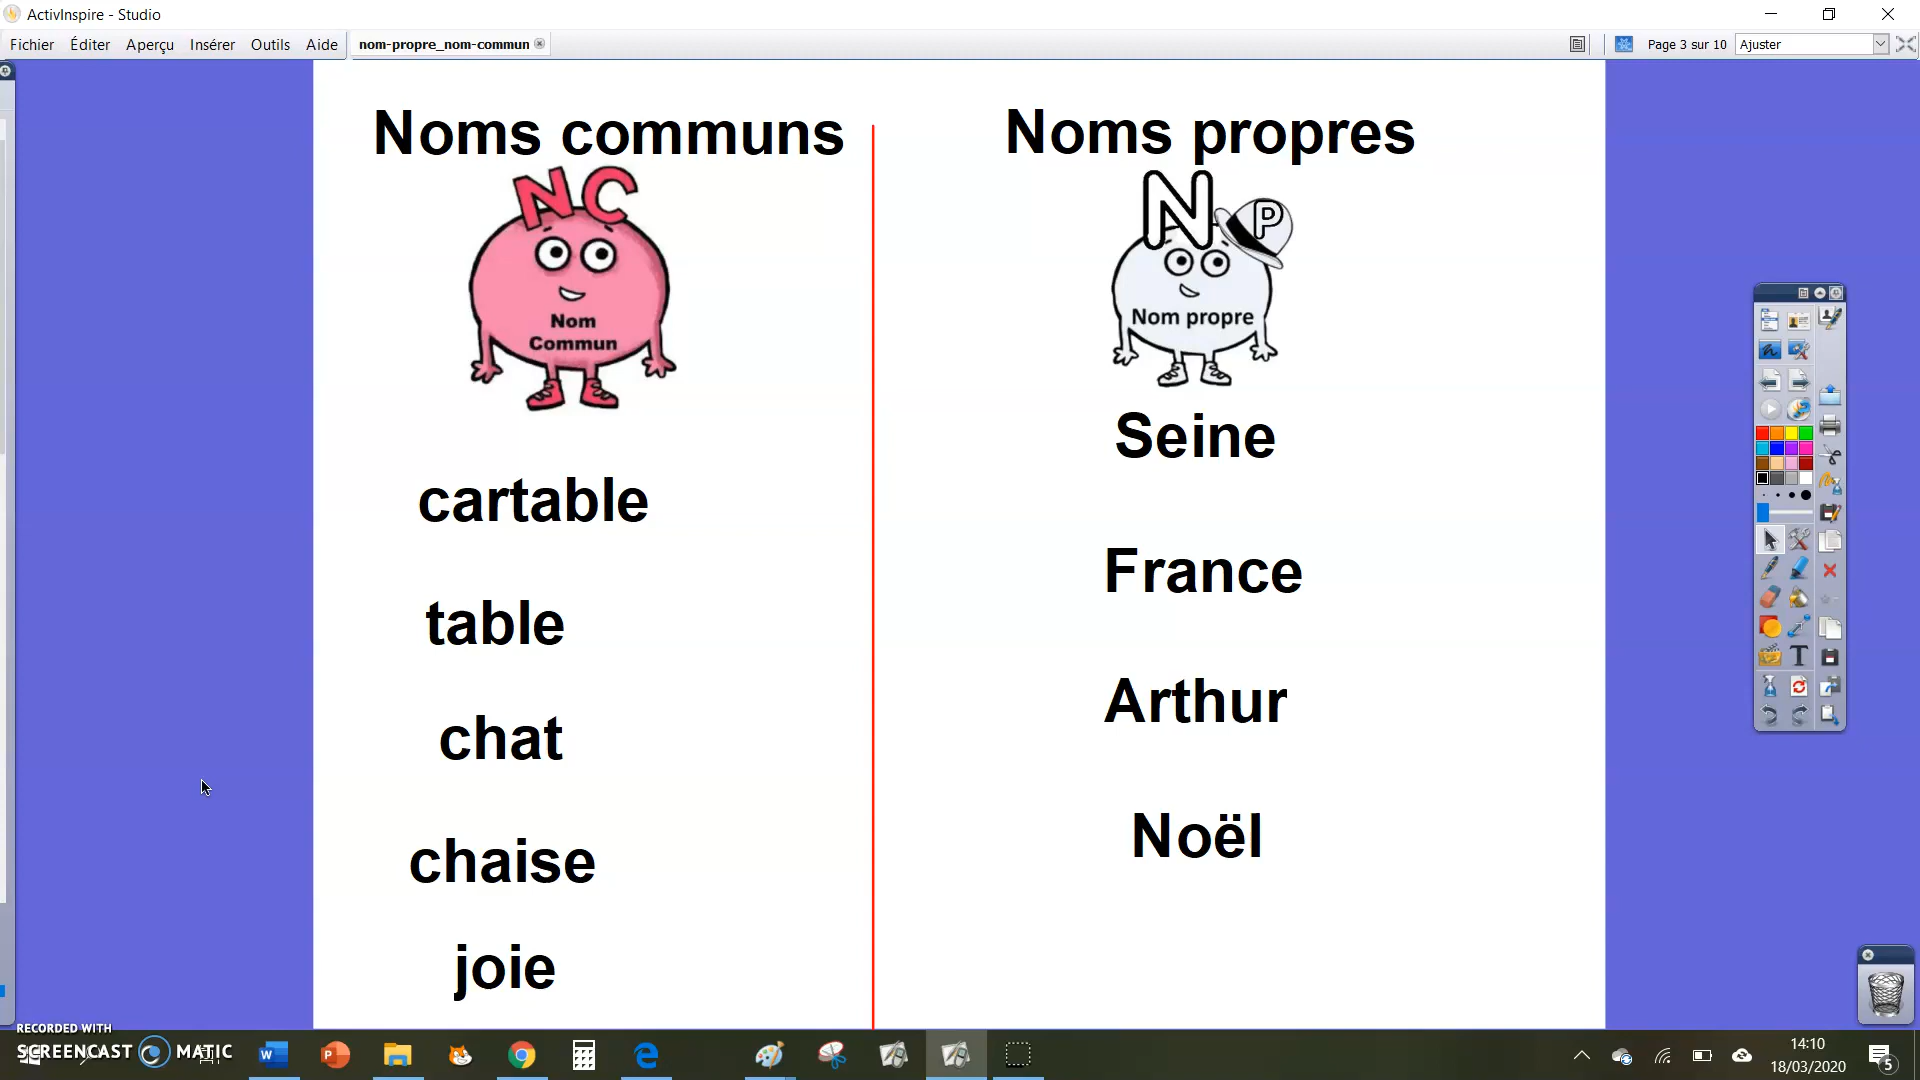 ActivInspire - Studio
Fichier Éditer Aperçu Insérer Outils Aide nom-propre_nom-commun Page 3 sur 10 Ajuster
Noms communs
NC
Nom
Commun
cartable
table
chat
chaise
joie
Noms propres
N P
Nom propre
Seine
France
Arthur
Noël
RECORDED WITH
SCREENCAST MATIC
14:10
18/03/2020
5